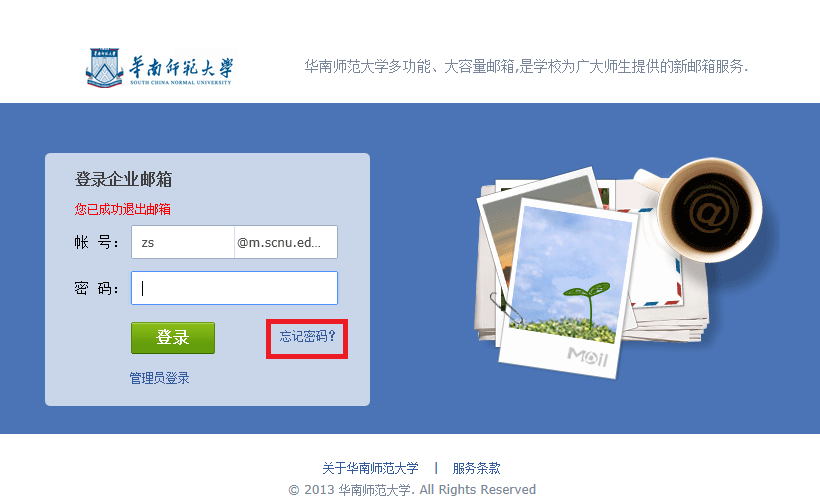 华南师范大学
SOUTH CHINA NORMAL UNIVERSITY
华南师范大学多功能、大容量邮箱,是学校为广大师生提供的新邮箱服务.
登录企业邮箱
您已成功退出邮箱
帐 号： zs @m.scnu.ed...
密 码：
登录 忘记密码?
管理员登录
@
Mail
关于华南师范大学 | 服务条款
© 2013 华南师范大学. All Rights Reserved